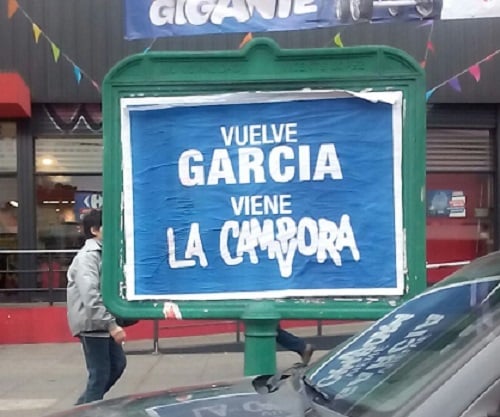 GIGANTE
VUELVE
GARCIA
VIENE
LA CAMPORA